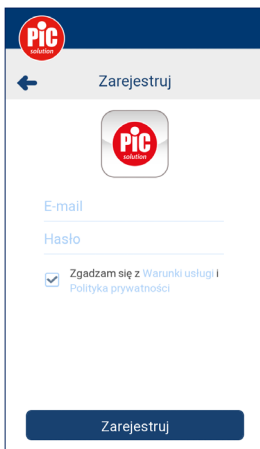 PiC
solution
Zarejestruj
PiC
solution
E-mail
Hasło
Zgadzam się z Warunki usługi i
Polityka prywatności
Zarejestruj